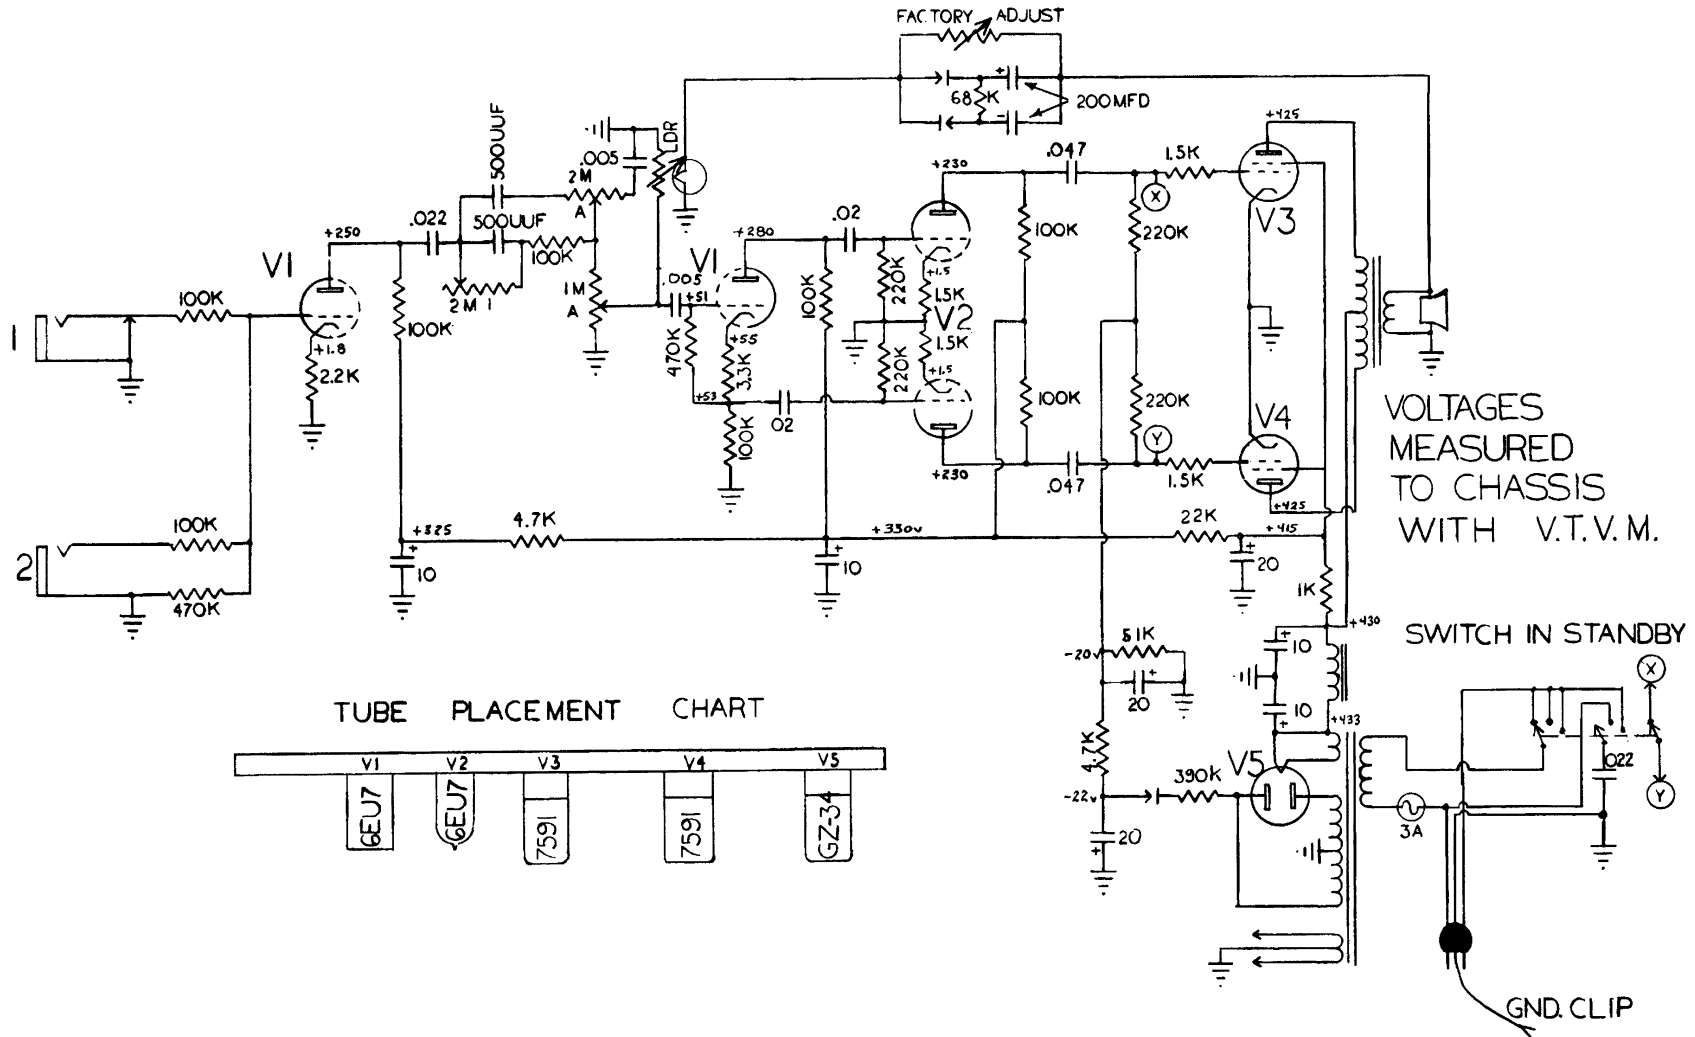 FACTORY ADJUST
68K
+
-
200MFD
+425
500UUF
.005
2M
A
LDR
+230
.047
1.5K
X
V3
.022
500UUF
+250
100K
2M 1
+280
.02
+1.5
100K
220K
V1
100K
1
+1.8
2.2K
100K
1M
A
.005
+51
V1
470K
+55
3.3K
+53
100K
02
100K
220K
1.5K
V2
1.5K
220K
+1.5
+230
100K
220K
Y
.047
1.5K
V4
+425
VOLTAGES
MEASURED
TO CHASSIS
WITH V.T.V.M.
2
100K
470K
+325
+
10
4.7K
+330v
+
10
22K
+415
+
20
1K
+430
+
10
10
+
+433
-20v
51K
+
20
4.7K
-22v
390K
V5
20
+
SWITCH IN STANDBY
X
Y
.022
3A
GND. CLIP
TUBE PLACEMENT CHART
V1 V2 V3 V4 V5
6EU7 6EU7 7591 7591 GZ-34